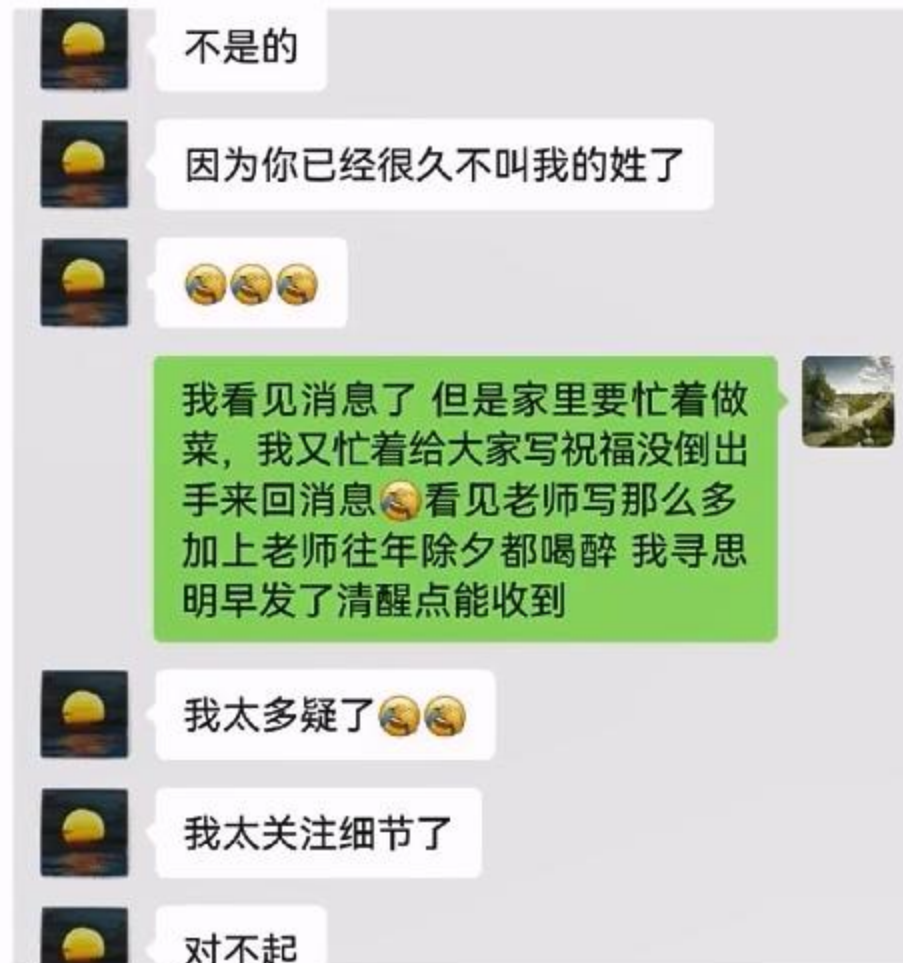 不是的
因为你已经很久不叫我的姓了
我看见消息了 但是家里要忙着做
菜，我又忙着给大家写祝福没倒出
手来回消息看见老师写那么多
加上老师往年除夕都喝醉 我寻思
明早发了清醒点能收到
我太多疑了
我太关注细节了
对不起